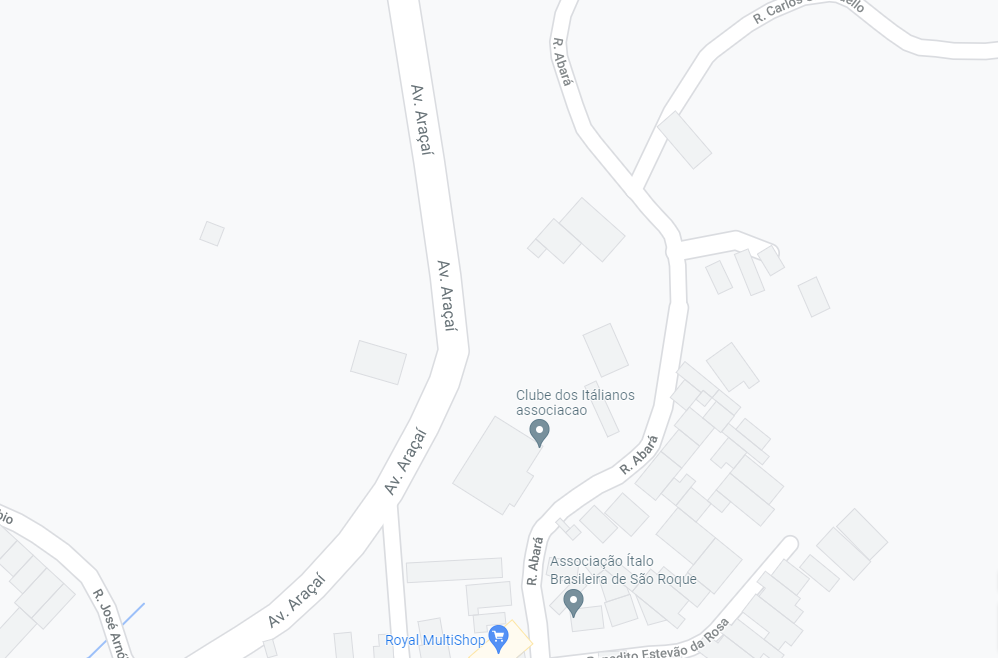 R. Carlos
R. Abará
Av. Araçaí
Av. Araçaí
Clube dos Itálianos
associacao
Av. Araçaí
R. Abará
R. Abará
Associação Ítalo
Brasileira de São Roque
Av. Araçaí
R. José
Royal MultiShop
Estevão da Rosa